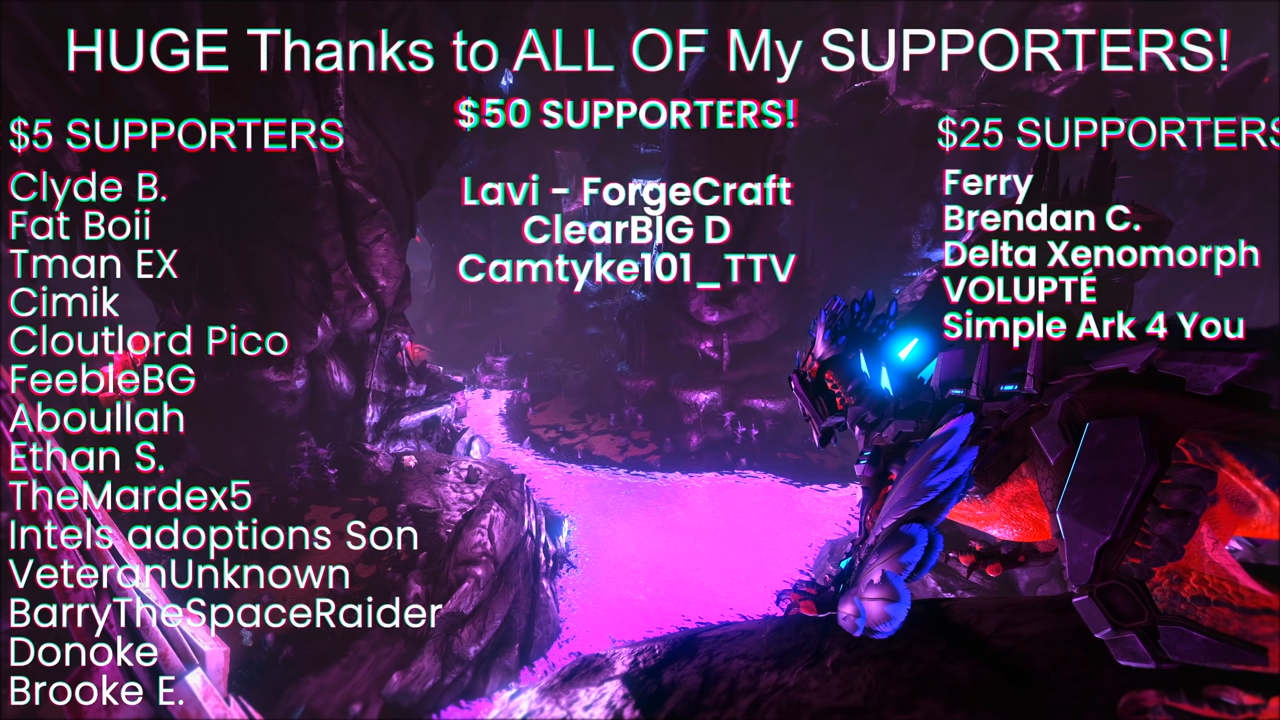 HUGE Thanks to ALL OF My SUPPORTERS!
$5 SUPPORTERS
Clyde B.
Fat Boii
Tman EX
Cimik
Cloutlord Pico
FeebleBG
Aboullah
Ethan S.
TheMardex5
Intels adoptions Son
VeteranUnknown
BarryTheSpaceRaider
Donoke
Brooke E.
$50 SUPPORTERS!
Lavi - ForgeCraft
ClearBIG D
Camtyke101_TTV
$25 SUPPORTERS
Ferry
Brendan C.
Delta Xenomorph
VOLUPTÉ
Simple Ark 4 You